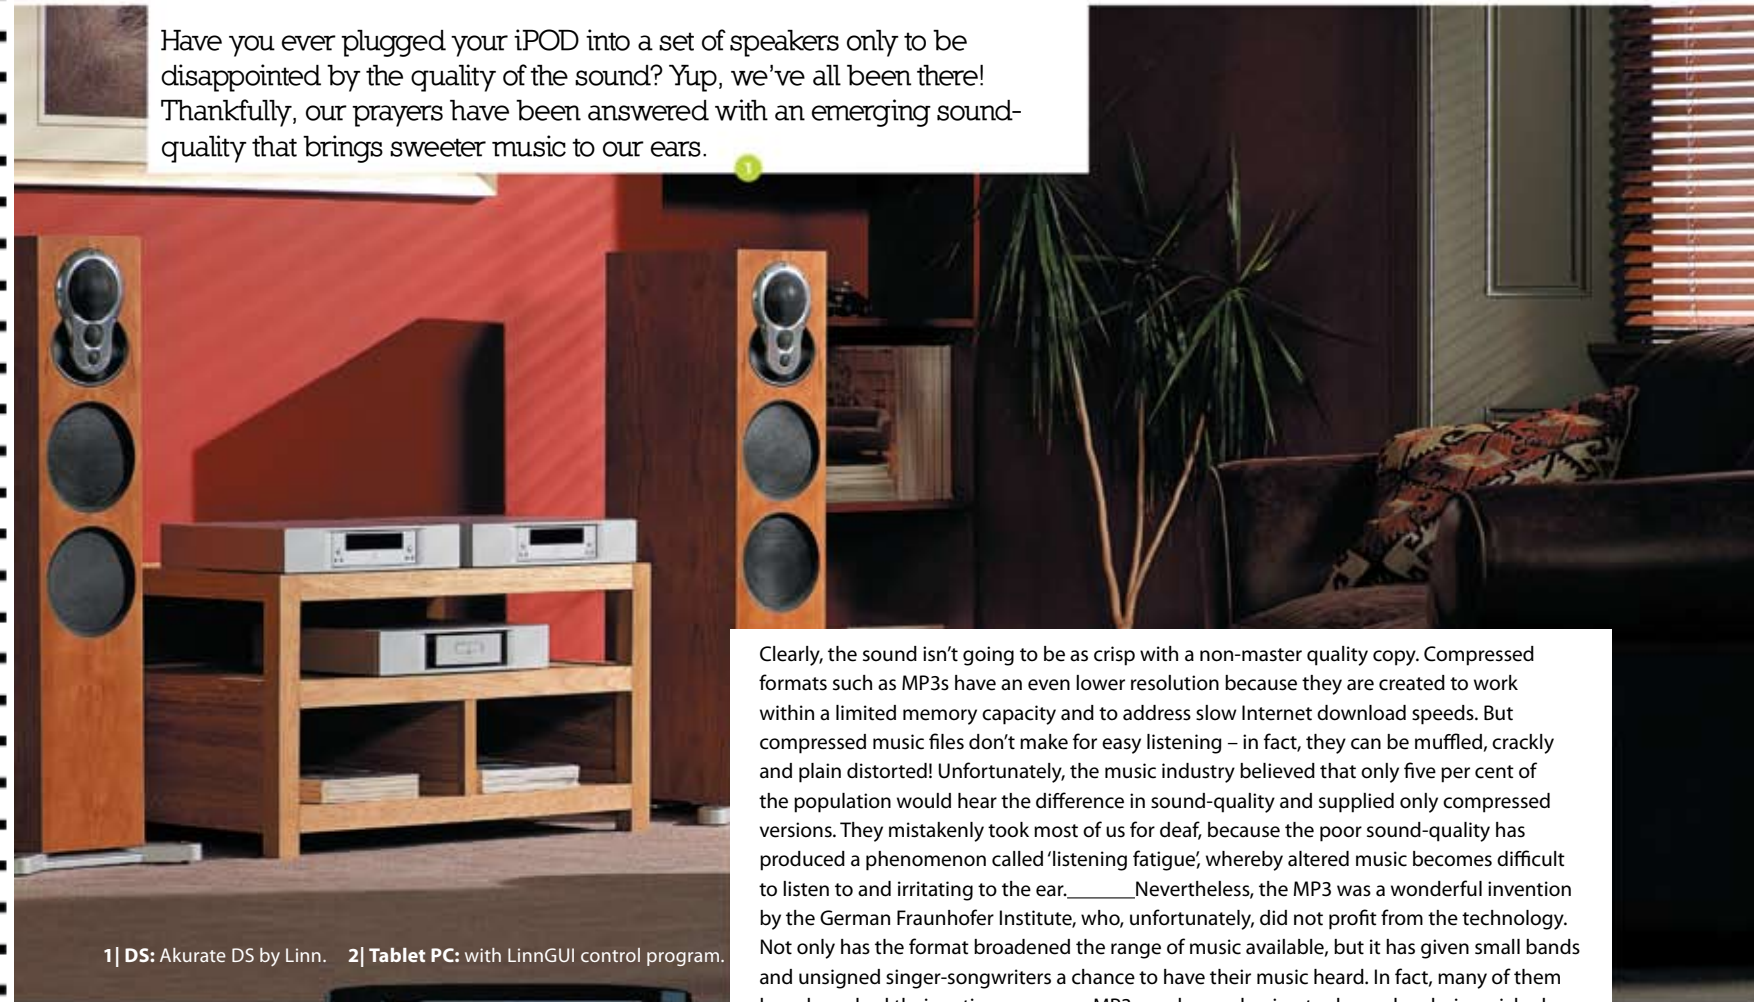 Have you ever plugged your iPOD into a set of speakers only to be
disappointed by the quality of the sound? Yup, we've all been there!
Thankfully, our prayers have been answered with an emerging sound-
quality that brings sweeter music to our ears.
1
Clearly, the sound isn't going to be as crisp with a non-master quality copy. Compressed
formats such as MP3s have an even lower resolution because they are created to work
within a limited memory capacity and to address slow Internet download speeds. But
compressed music files don't make for easy listening – in fact, they can be muffled, crackly
and plain distorted! Unfortunately, the music industry believed that only five per cent of
the population would hear the difference in sound-quality and supplied only compressed
versions. They mistakenly took most of us for deaf, because the poor sound-quality has
produced a phenomenon called 'listening fatigue', whereby altered music becomes difficult
to listen to and irritating to the ear.______Nevertheless, the MP3 was a wonderful invention
by the German Fraunhofer Institute, who, unfortunately, did not profit from the technology.
Not only has the format broadened the range of music available, but it has given small bands
and unsigned singer-songwriters a chance to have their music heard. In fact, many of them
1| DS: Akurate DS by Linn. 2| Tablet PC: with LinnGUI control program.